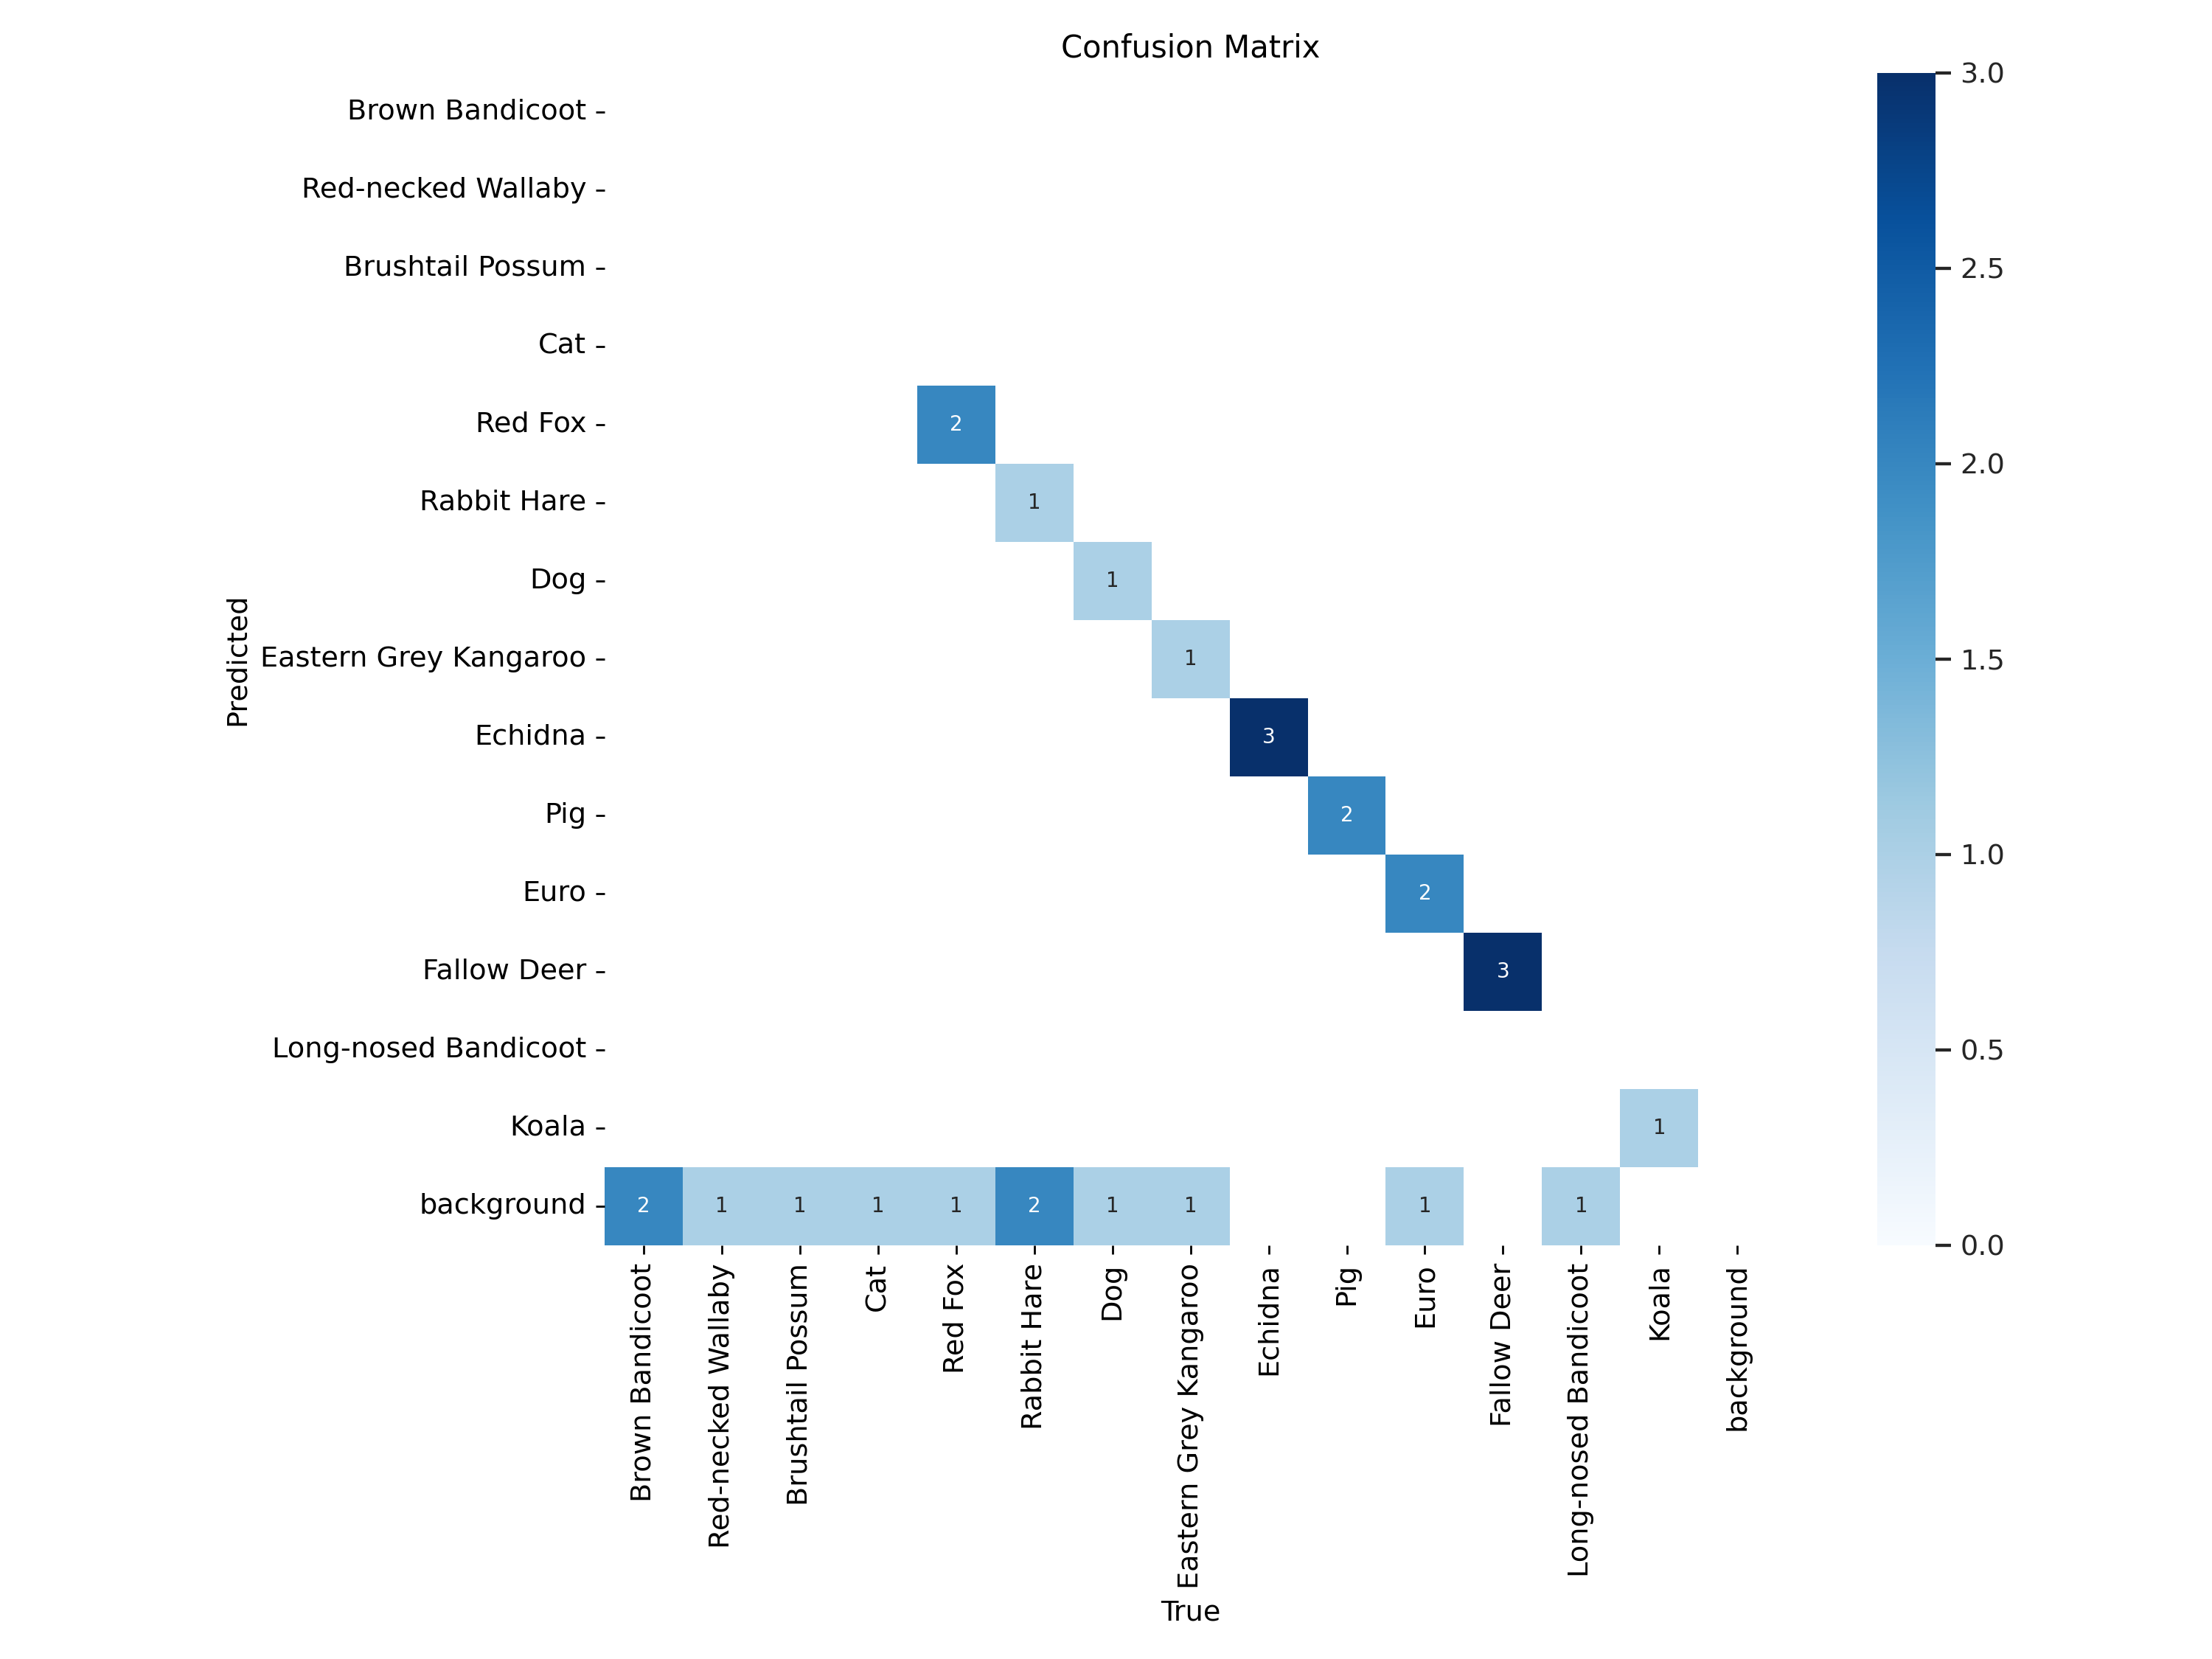 Confusion Matrix
Predicted
Brown Bandicoot
Red-necked Wallaby
Brushtail Possum
Cat
Red Fox
Rabbit Hare
Dog
Eastern Grey Kangaroo
Echidna
Pig
Euro
Fallow Deer
Long-nosed Bandicoot
Koala
background
2
1
1
1
3
2
2
3
1
2 1 1 1 1 2 1 1 1 1
Brown Bandicoot
Red-necked Wallaby
Brushtail Possum
Cat
Red Fox
Rabbit Hare
Dog
Eastern Grey Kangaroo
Echidna
Pig
Euro
Fallow Deer
Long-nosed Bandicoot
Koala
background
True
3.0
2.5
2.0
1.5
1.0
0.5
0.0